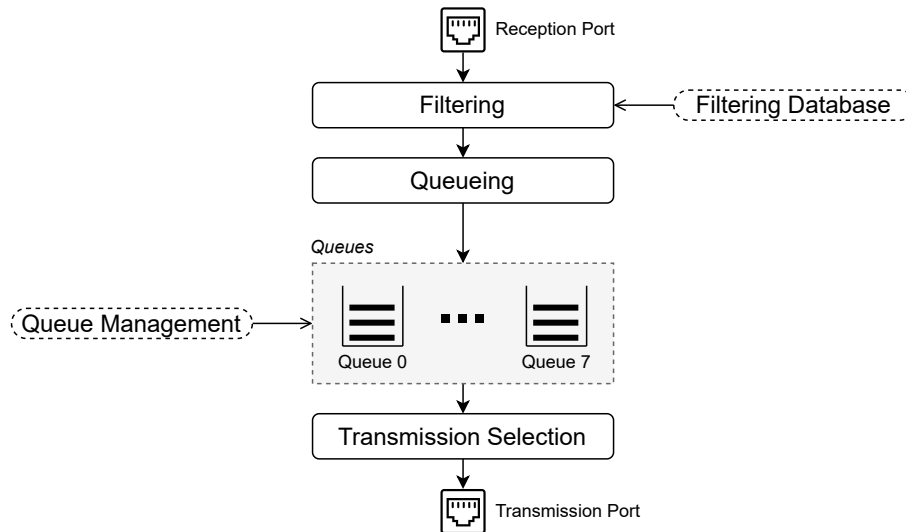 Reception Port
Filtering
Filtering Database
Queueing
Queues
Queue Management
Queue 0
Queue 7
Transmission Selection
Transmission Port